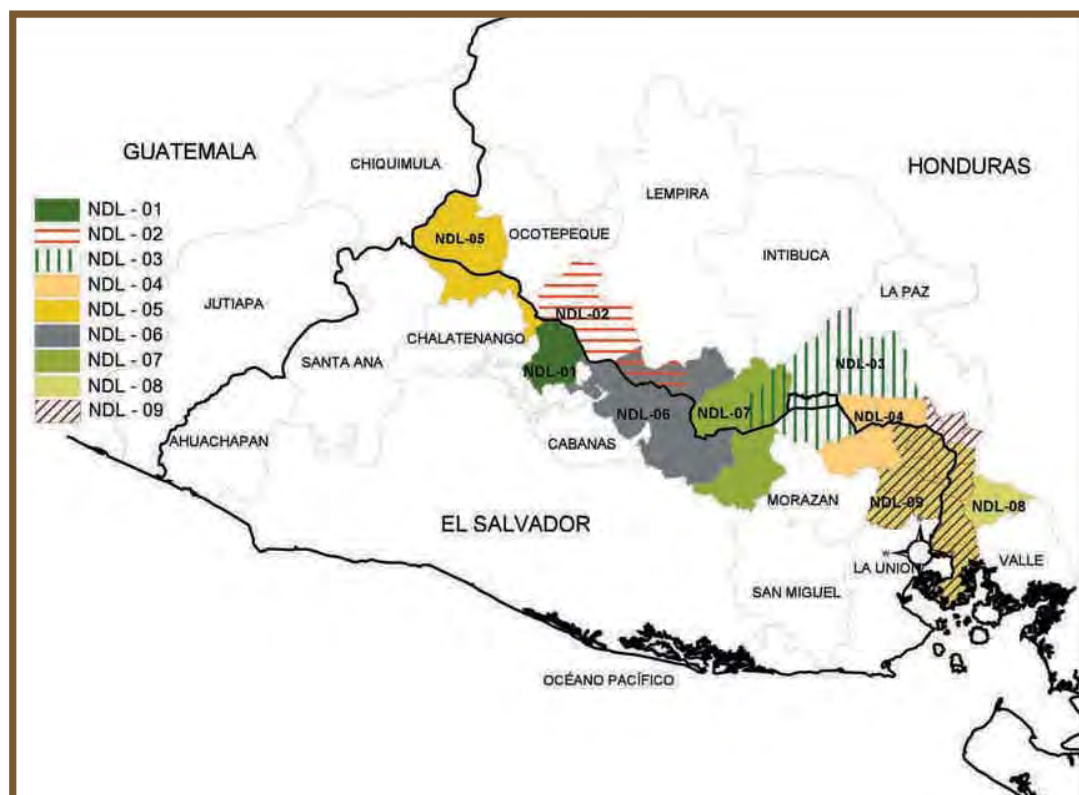 GUATEMALA
HONDURAS
CHIQUIMULA
LEMPIRA
NDL - 01
NDL - 02
NDL - 03
NDL - 04
NDL - 05
NDL - 06
NDL - 07
NDL - 08
NDL - 09
NDL-05
OCOTEPEQUE
INTIBUCA
LA PAZ
JUTIAPA
NDL-02
CHALATENANGO
SANTA ANA
NDL-01
NDL-03
NDL-06
NDL-07
NDL-04
AHUACHAPAN
CABANAS
MORAZAN
NDL-09
NDL-08
EL SALVADOR
W
LA UNION
VALLE
SAN MIGUEL
OCÉANO PACÍFICO